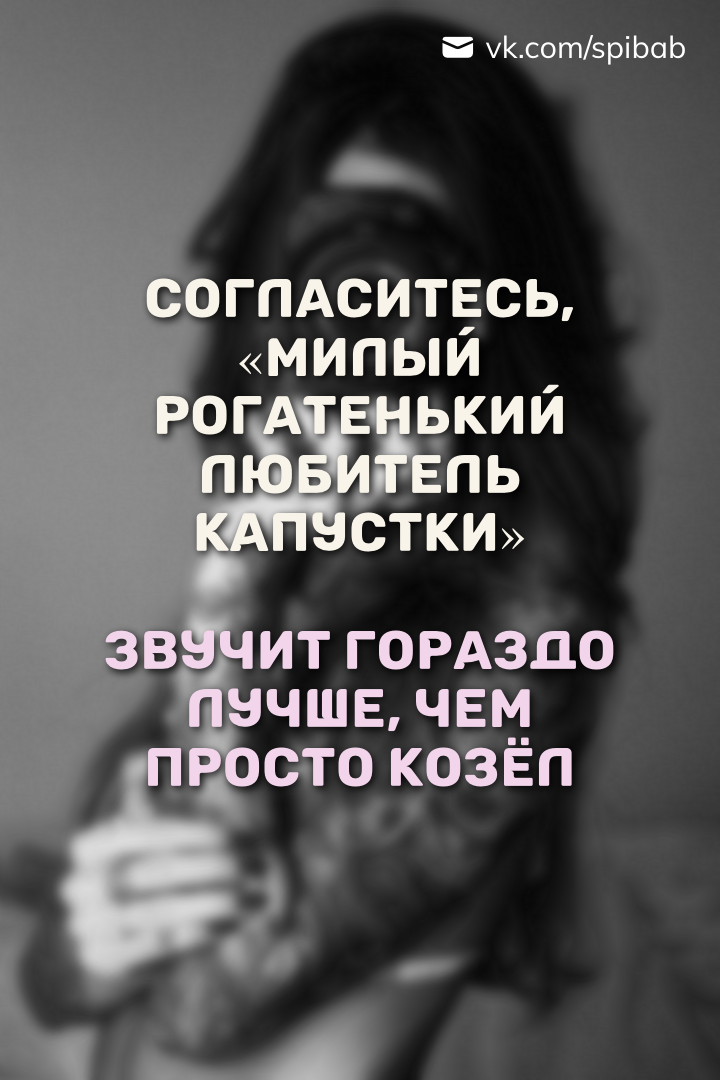 vk.com/spibab
СОГЛАСИТЕСЬ,
«МИЛЫЙ
РОГАТЕНЬКИЙ
ЛЮБИТЕЛЬ
КАПУСТКИ»
ЗВУЧИТ ГОРАЗДО
ЛУЧШЕ, ЧЕМ
ПРОСТО КОЗЁЛ